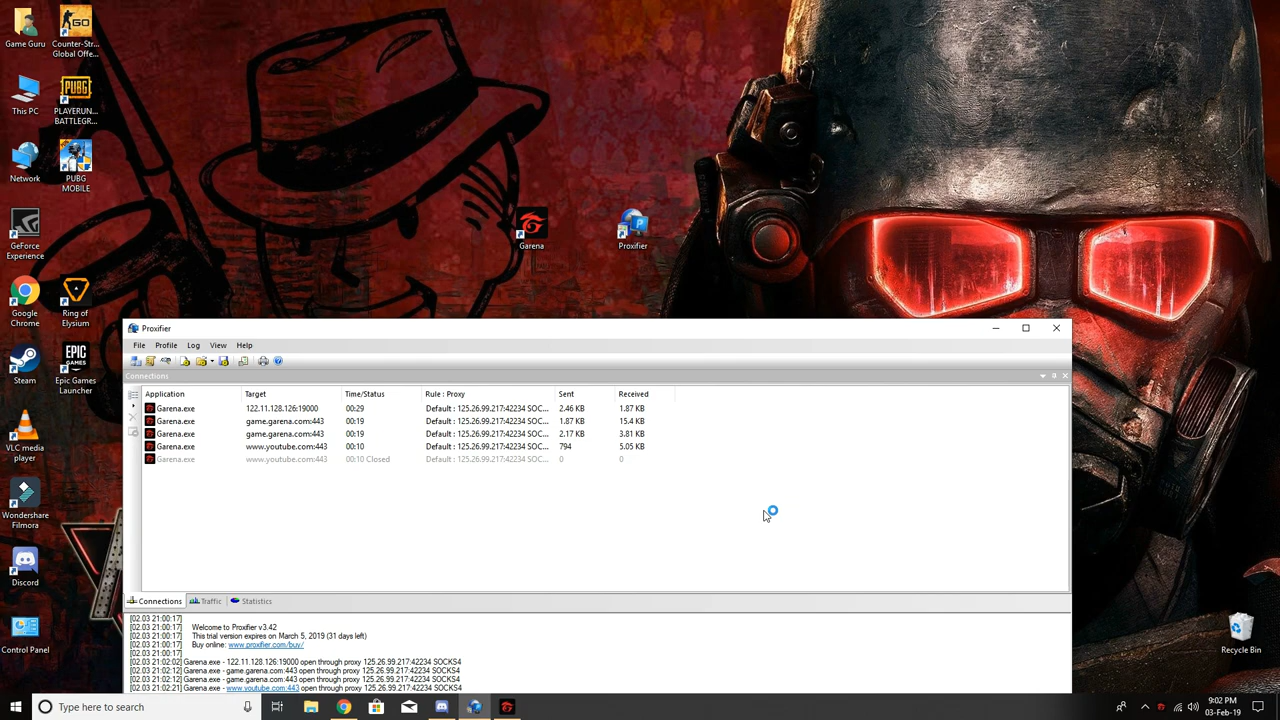 Game Guru
Counter-Str...
Global Offe...
This PC
PLAYERUN...
BATTLEGR...
Network
PUBG
MOBILE
GeForce
Experience
Garena
Proxifier
Google
Chrome
Ring of
Elysium
Steam
Epic Games
Launcher
VLC media
player
Wondershare
Filmora
Discord
Control Panel
Recycle Bin
Proxifier
File Profile Log View Help
Connections
Application Target Time/Status Rule : Proxy Sent Received
Garena.exe 122.11.128.126:19000 00:29 Default : 125.26.99.217:42234 SOC... 2.46 KB 1.87 KB
Garena.exe game.garena.com:443 00:19 Default : 125.26.99.217:42234 SOC... 1.87 KB 15.4 KB
Garena.exe game.garena.com:443 00:19 Default : 125.26.99.217:42234 SOC... 2.17 KB 3.81 KB
Garena.exe www.youtube.com:443 00:10 Default : 125.26.99.217:42234 SOC... 794 5.05 KB
Garena.exe www.youtube.com:443 00:10 Closed Default : 125.26.99.217:42234 SOC... 0 0
Connections Traffic Statistics
[02.03 21:00:17]
[02.03 21:00:17] Welcome to Proxifier v3.42
[02.03 21:00:17] This trial version expires on March 5, 2019 (31 days left)
[02.03 21:00:17] Buy online: www.proxifier.com/buy/
[02.03 21:00:17]
[02.03 21:02:02] Garena.exe - 122.11.128.126:19000 open through proxy 125.26.99.217:42234 SOCKS4
[02.03 21:02:12] Garena.exe - game.garena.com:443 open through proxy 125.26.99.217:42234 SOCKS4
[02.03 21:02:12] Garena.exe - game.garena.com:443 open through proxy 125.26.99.217:42234 SOCKS4
[02.03 21:02:21] Garena.exe - www.youtube.com:443 open through proxy 125.26.99.217:42234 SOCKS4
Type here to search
9:02 PM
03-Feb-19